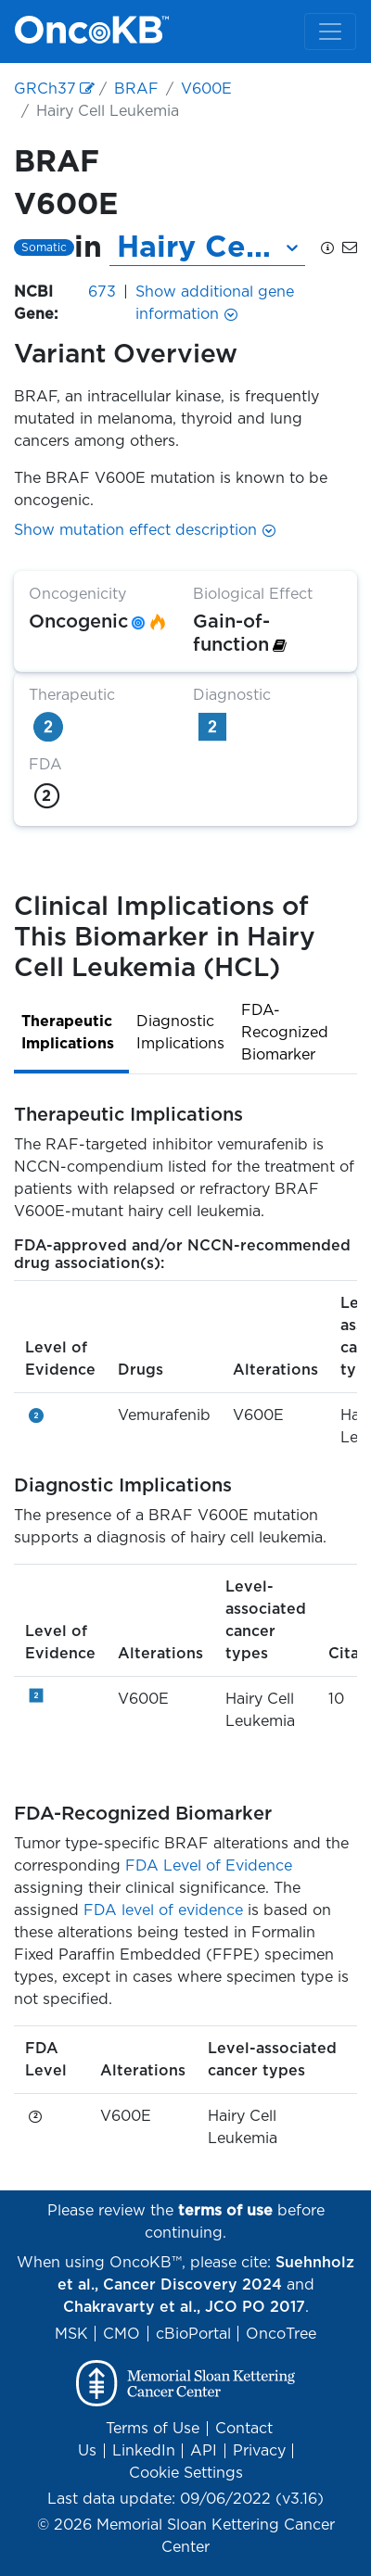 OncoKB™
GRCh37 / BRAF / V600E
/ Hairy Cell Leukemia
BRAF
V600E
Somatic in Hairy Ce...
NCBI 673 | Show additional gene
Gene: information
Variant Overview
BRAF, an intracellular kinase, is frequently
mutated in melanoma, thyroid and lung
cancers among others.
The BRAF V600E mutation is known to be
oncogenic.
Show mutation effect description
Oncogenicity Biological Effect
Oncogenic Gain-of-
function
Therapeutic Diagnostic
2 2
FDA
2
Clinical Implications of
This Biomarker in Hairy
Cell Leukemia (HCL)
Therapeutic Implications
Diagnostic Implications
FDA-Recognized Biomarker
Therapeutic Implications
The RAF-targeted inhibitor vemurafenib is
NCCN-compendium listed for the treatment of
patients with relapsed or refractory BRAF
V600E-mutant hairy cell leukemia.
FDA-approved and/or NCCN-recommended
drug association(s):
Le
as
ca
Level of ty
Evidence Drugs Alterations
2 Vemurafenib V600E Ha
Le
Diagnostic Implications
The presence of a BRAF V600E mutation
supports a diagnosis of hairy cell leukemia.
Level-
associated
Level of cancer
Evidence Alterations types Cita
2 V600E Hairy Cell 10
Leukemia
FDA-Recognized Biomarker
Tumor type-specific BRAF alterations and the
corresponding FDA Level of Evidence
assigning their clinical significance. The
assigned FDA level of evidence is based on
these alterations being tested in Formalin
Fixed Paraffin Embedded (FFPE) specimen
types, except in cases where specimen type is
not specified.
FDA Level-associated
Level Alterations cancer types
2 V600E Hairy Cell
Leukemia
Please review the terms of use before
continuing.
When using OncoKB™, please cite: Suehnholz
et al., Cancer Discovery 2024 and
Chakravarty et al., JCO PO 2017.
MSK | CMO | cBioPortal | OncoTree
Memorial Sloan Kettering
Cancer Center
Terms of Use | Contact
Us | LinkedIn | API | Privacy |
Cookie Settings
Last data update: 09/06/2022 (v3.16)
© 2026 Memorial Sloan Kettering Cancer
Center